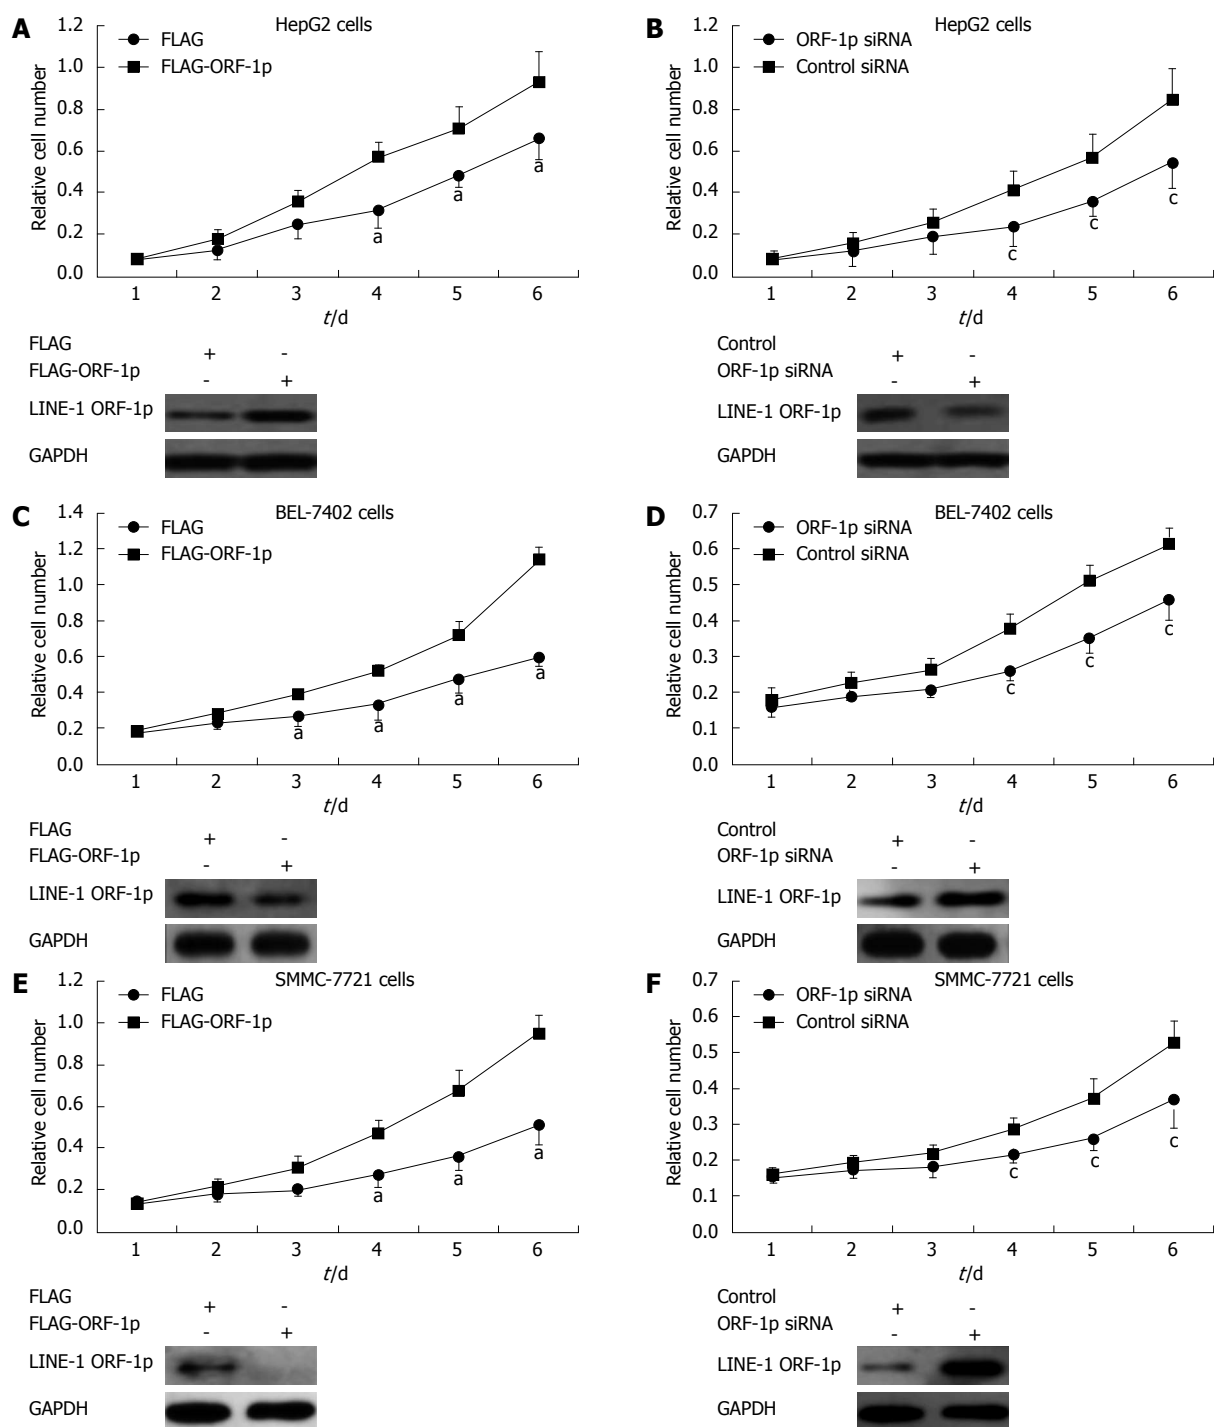 A
HepG2 cells
FLAG
FLAG-ORF-1p
Relative cell number
1.2
1.0
0.8
0.6
0.4
0.2
0.0
a
a
a
1 2 3 4 5 6
t/d
FLAG + -
FLAG-ORF-1p - +
LINE-1 ORF-1p
GAPDH
B
HepG2 cells
ORF-1p siRNA
Control siRNA
Relative cell number
1.2
1.0
0.8
0.6
0.4
0.2
0.0
c
c
c
1 2 3 4 5 6
t/d
Control + -
ORF-1p siRNA - +
LINE-1 ORF-1p
GAPDH
C
BEL-7402 cells
FLAG
FLAG-ORF-1p
Relative cell number
1.4
1.2
1.0
0.8
0.6
0.4
0.2
0.0
a
a
a
a
1 2 3 4 5 6
t/d
FLAG + -
FLAG-ORF-1p - +
LINE-1 ORF-1p
GAPDH
D
BEL-7402 cells
ORF-1p siRNA
Control siRNA
Relative cell number
0.7
0.6
0.5
0.4
0.3
0.2
0.1
0.0
c
c
c
1 2 3 4 5 6
t/d
Control + -
ORF-1p siRNA - +
LINE-1 ORF-1p
GAPDH
E
SMMC-7721 cells
FLAG
FLAG-ORF-1p
Relative cell number
1.2
1.0
0.8
0.6
0.4
0.2
0.0
a
a
a
1 2 3 4 5 6
t/d
FLAG + -
FLAG-ORF-1p - +
LINE-1 ORF-1p
GAPDH
F
SMMC-7721 cells
ORF-1p siRNA
Control siRNA
Relative cell number
0.7
0.6
0.5
0.4
0.3
0.2
0.1
0.0
c
c
c
1 2 3 4 5 6
t/d
Control + -
ORF-1p siRNA - +
LINE-1 ORF-1p
GAPDH